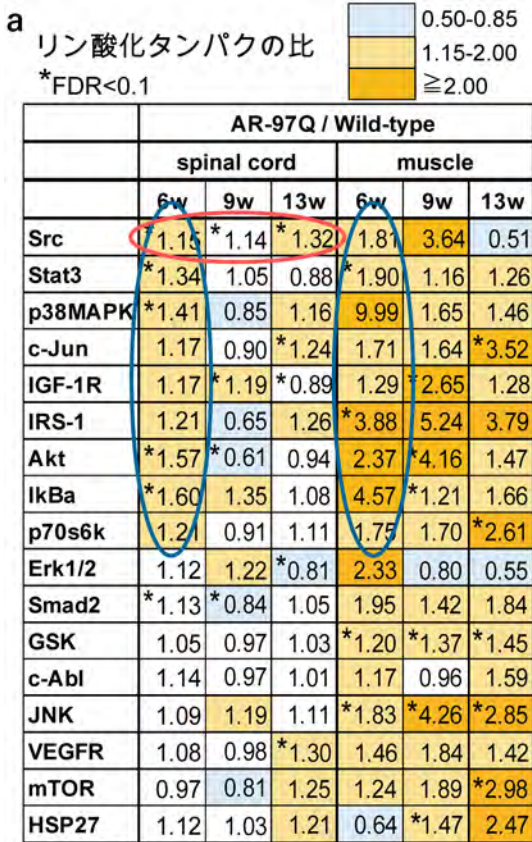 a
リン酸化タンパクの比
*FDR<0.1
0.50-0.85
1.15-2.00
≧2.00
AR-97Q / Wild-type
spinal cord muscle
6w 9w 13w 6w 9w 13w
Src *1.15 *1.14 *1.32 1.81 3.64 0.51
Stat3 *1.34 1.05 0.88 *1.90 1.16 1.26
p38MAPK *1.41 0.85 1.16 9.99 1.65 1.46
c-Jun 1.17 0.90 *1.24 1.71 1.64 *3.52
IGF-1R 1.17 *1.19 *0.89 1.29 *2.65 1.28
IRS-1 1.21 0.65 1.26 *3.88 5.24 3.79
Akt *1.57 *0.61 0.94 2.37 *4.16 1.47
IkBa *1.60 1.35 1.08 4.57 *1.21 1.66
p70s6k 1.21 0.91 1.11 1.75 1.70 *2.61
Erk1/2 1.12 1.22 *0.81 2.33 0.80 0.55
Smad2 *1.13 *0.84 1.05 1.95 1.42 1.84
GSK 1.05 0.97 1.03 *1.20 *1.37 *1.45
c-Abl 1.14 0.97 1.01 1.17 0.96 1.59
JNK 1.09 1.19 1.11 *1.83 *4.26 *2.85
VEGFR 1.08 0.98 *1.30 1.46 1.84 1.42
mTOR 0.97 0.81 1.25 1.24 1.89 *2.98
HSP27 1.12 1.03 1.21 0.64 *1.47 2.47